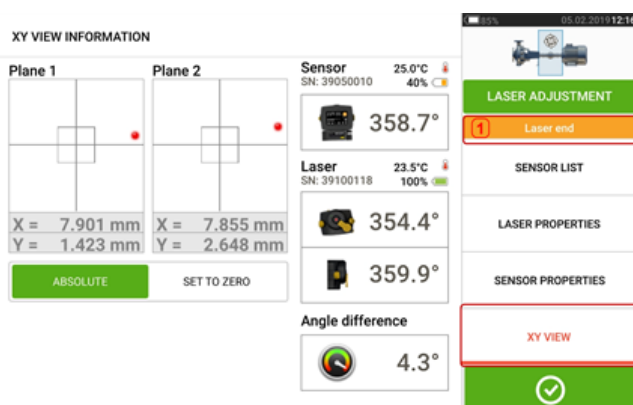 85% 05.02.2019 12:16
XY VIEW INFORMATION
Plane 1
X = 7.901 mm
Y = 1.423 mm
Plane 2
X = 7.855 mm
Y = 2.648 mm
ABSOLUTE
SET TO ZERO
Sensor 25.0°C
SN: 39050010 40%
358.7°
Laser 23.5°C
SN: 39100118 100%
354.4°
359.9°
Angle difference
4.3°
LASER ADJUSTMENT
1 Laser end
SENSOR LIST
LASER PROPERTIES
SENSOR PROPERTIES
XY VIEW